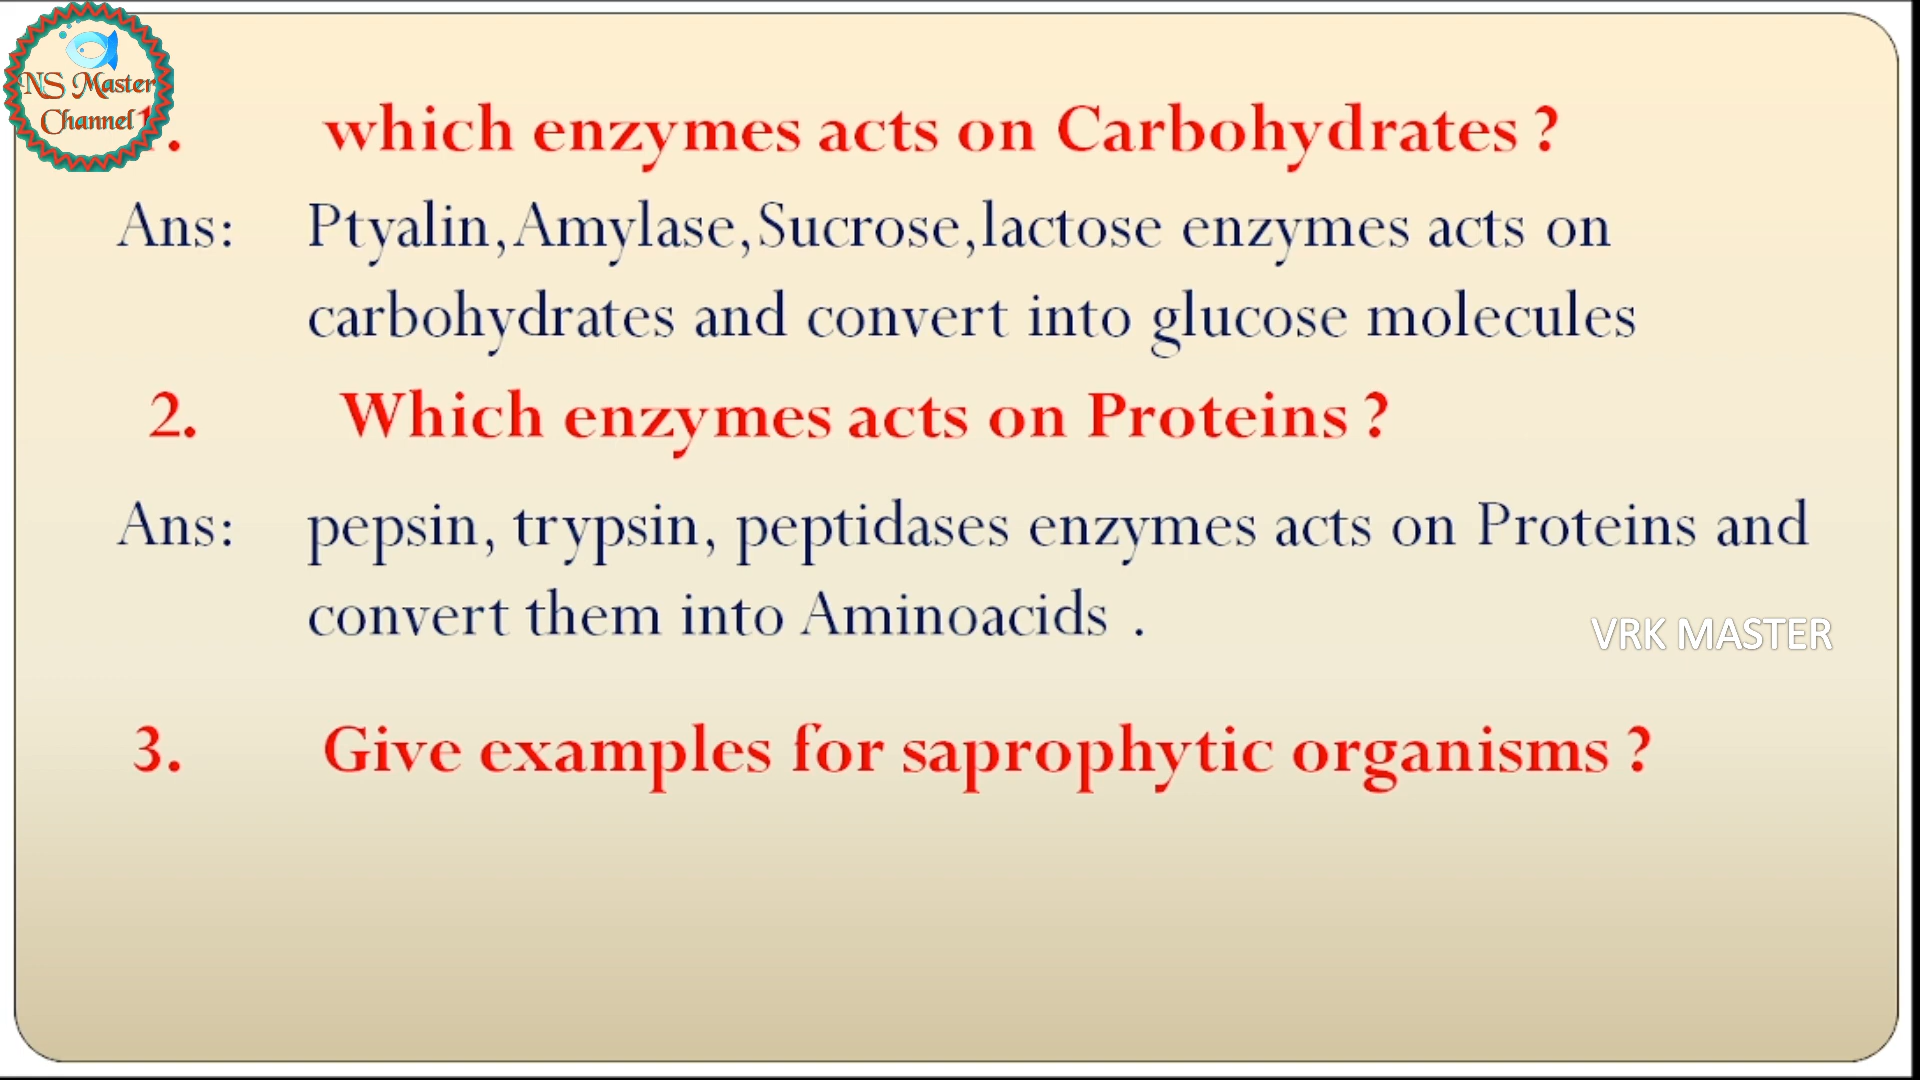 NS Master
Channel
1. which enzymes acts on Carbohydrates ?
Ans: Ptyalin,Amylase,Sucrose,lactose enzymes acts on
carbohydrates and convert into glucose molecules
2. Which enzymes acts on Proteins ?
Ans: pepsin, trypsin, peptidases enzymes acts on Proteins and
convert them into Aminoacids .
VRK MASTER
3. Give examples for saprophytic organisms ?